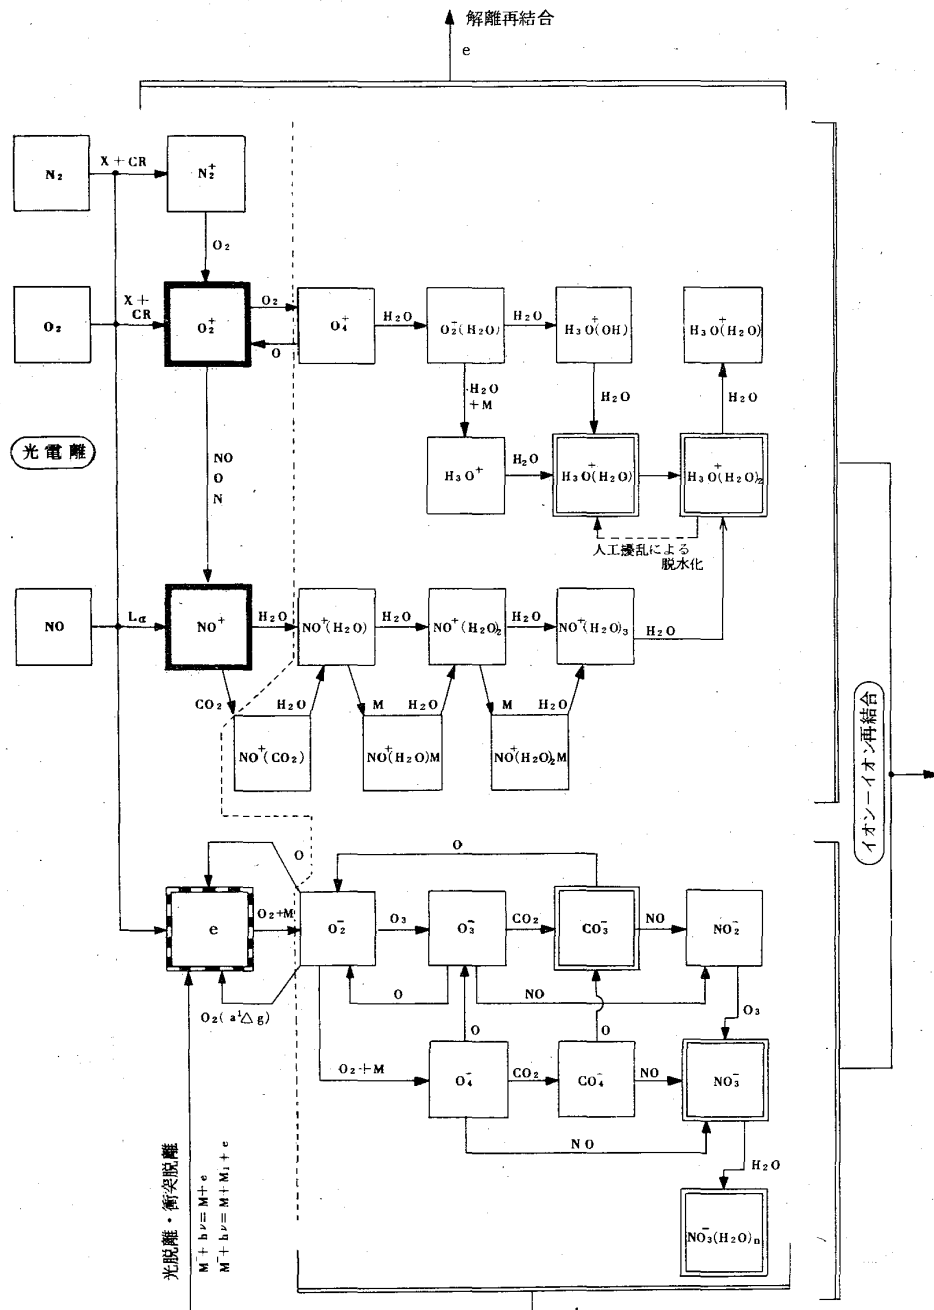 解離再結合
e
X + CR
N₂
N₂⁺
O₂
X + CR
O₂
O₂⁺
O₂
O
O₄⁺
H₂O
O₂⁻(H₂O)
H₂O
H₃O⁺(OH)
H₃O⁺(H₂O)
H₂O + M
H₂O
H₂O
光電離
NO
O
N
H₃O⁺
H₂O
H₃O⁺(H₂O)
H₃O⁺(H₂O)₂
人工擾乱による
脱水化
NO
Lα
NO⁺
H₂O
NO⁺(H₂O)
H₂O
NO⁺(H₂O)₂
H₂O
NO⁺(H₂O)₃
H₂O
CO₂
H₂O
M
H₂O
M
H₂O
NO⁺(CO₂)
NO⁺(H₂O)M
NO⁺(H₂O)₂M
イオンーイオン再結合
O
O
e
O₂+M
O₂⁻
O₃
O₃⁻
CO₂
CO₃⁻
NO
NO₂⁻
O
NO
O₂(a¹△g)
O
O
O₃
O₂+M
O₄⁻
CO₂
CO₄⁻
NO
NO₃⁻
NO
H₂O
NO₃⁻(H₂O)n
光脱離・衝突脱離
M⁻+hν=M+e
M⁻+hν=M+M₁+e